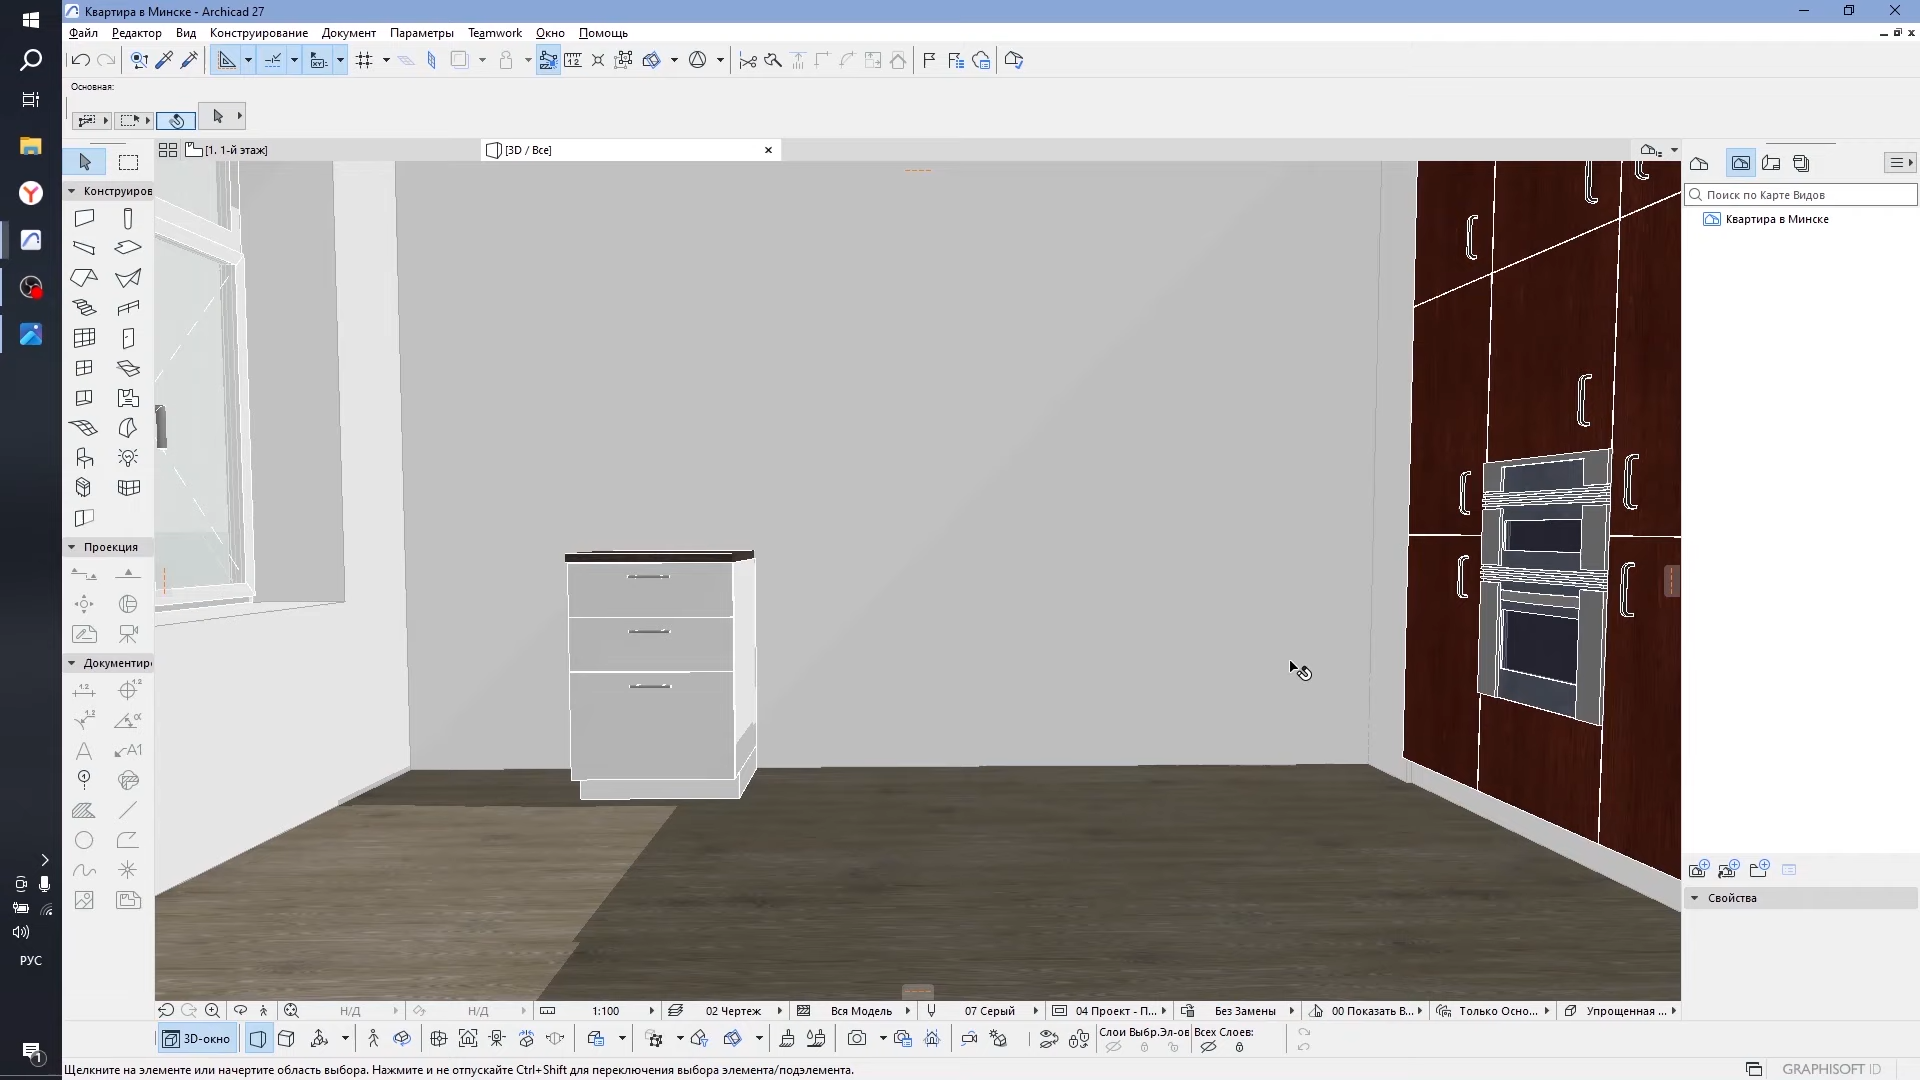 Квартира в Минске - Archicad 27
Файл Редактор Вид Конструирование Документ Параметры Teamwork Окно Помощь
Основная:
[1. 1-й этаж]
[3D / Все]
Конструиров
Поиск по Карте Видов
Квартира в Минске
Проекция
Документирс
Свойства
РУС
Н/Д
Н/Д
1:100
02 Чертеж
Вся Модель
07 Серый
04 Проект - П...
Без Замены
00 Показать В...
Только Осно...
Упрощенная ...
3D-окно
Слои Выбр.Эл-ов
Всех Слоев:
Щелкните на элементе или начертите область выбора. Нажмите и не отпускайте Ctrl+Shift для переключения выбора элемента/подэлемента.
GRAPHISOFT ID